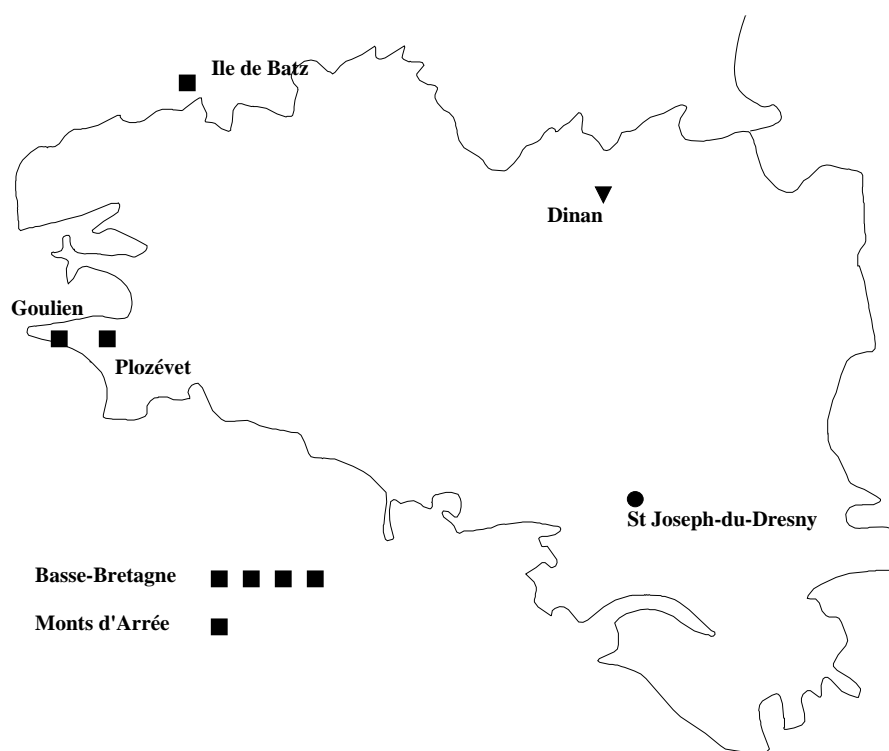 Ile de Batz
Dinan
Goulien
Plozévet
St Joseph-du-Dresny
Basse-Bretagne
Monts d'Arrée